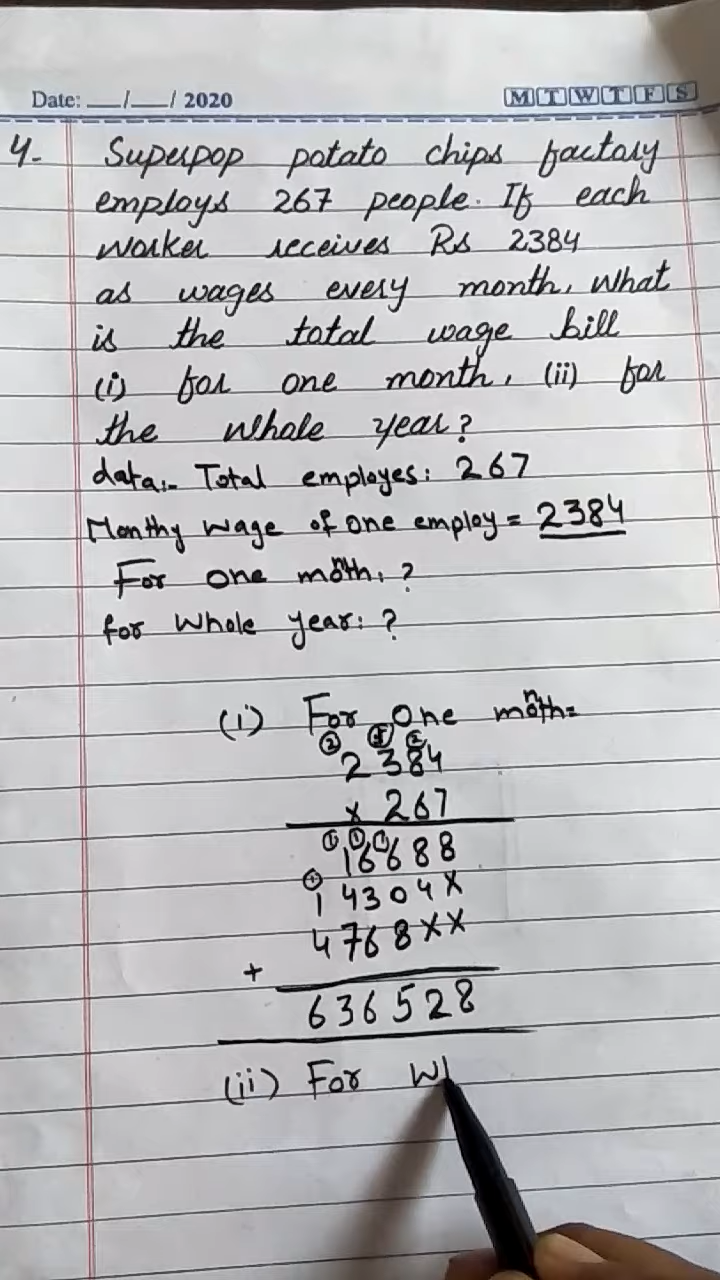 Date: __/__/ 2020 M T W T F S
4. Superpop potato chips factory
employs 267 people. If each
worker receives Rs 2384
as wages every month, what
is the total wage bill
(i) for one month, (ii) for
the whole year?
data:- Total employes: 267
Monthy wage of one employ = 2384
For one month: ?
for whole year: ?
(i) For one month=
2384
x 267
16688
14304x
4768xx
+
636528
(ii) For Wh